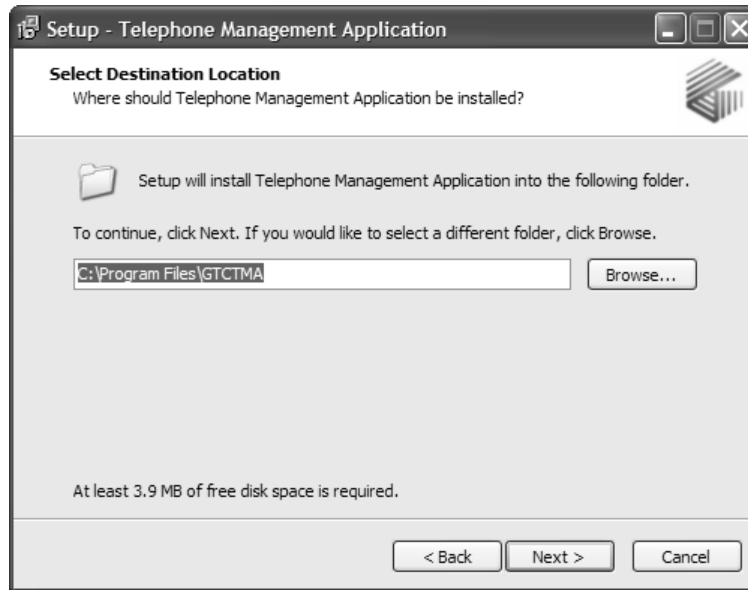 Setup - Telephone Management Application
Select Destination Location
Where should Telephone Management Application be installed?
Setup will install Telephone Management Application into the following folder.
To continue, click Next. If you would like to select a different folder, click Browse.
C:\Program Files\GTCTMA
Browse...
At least 3.9 MB of free disk space is required.
< Back Next > Cancel